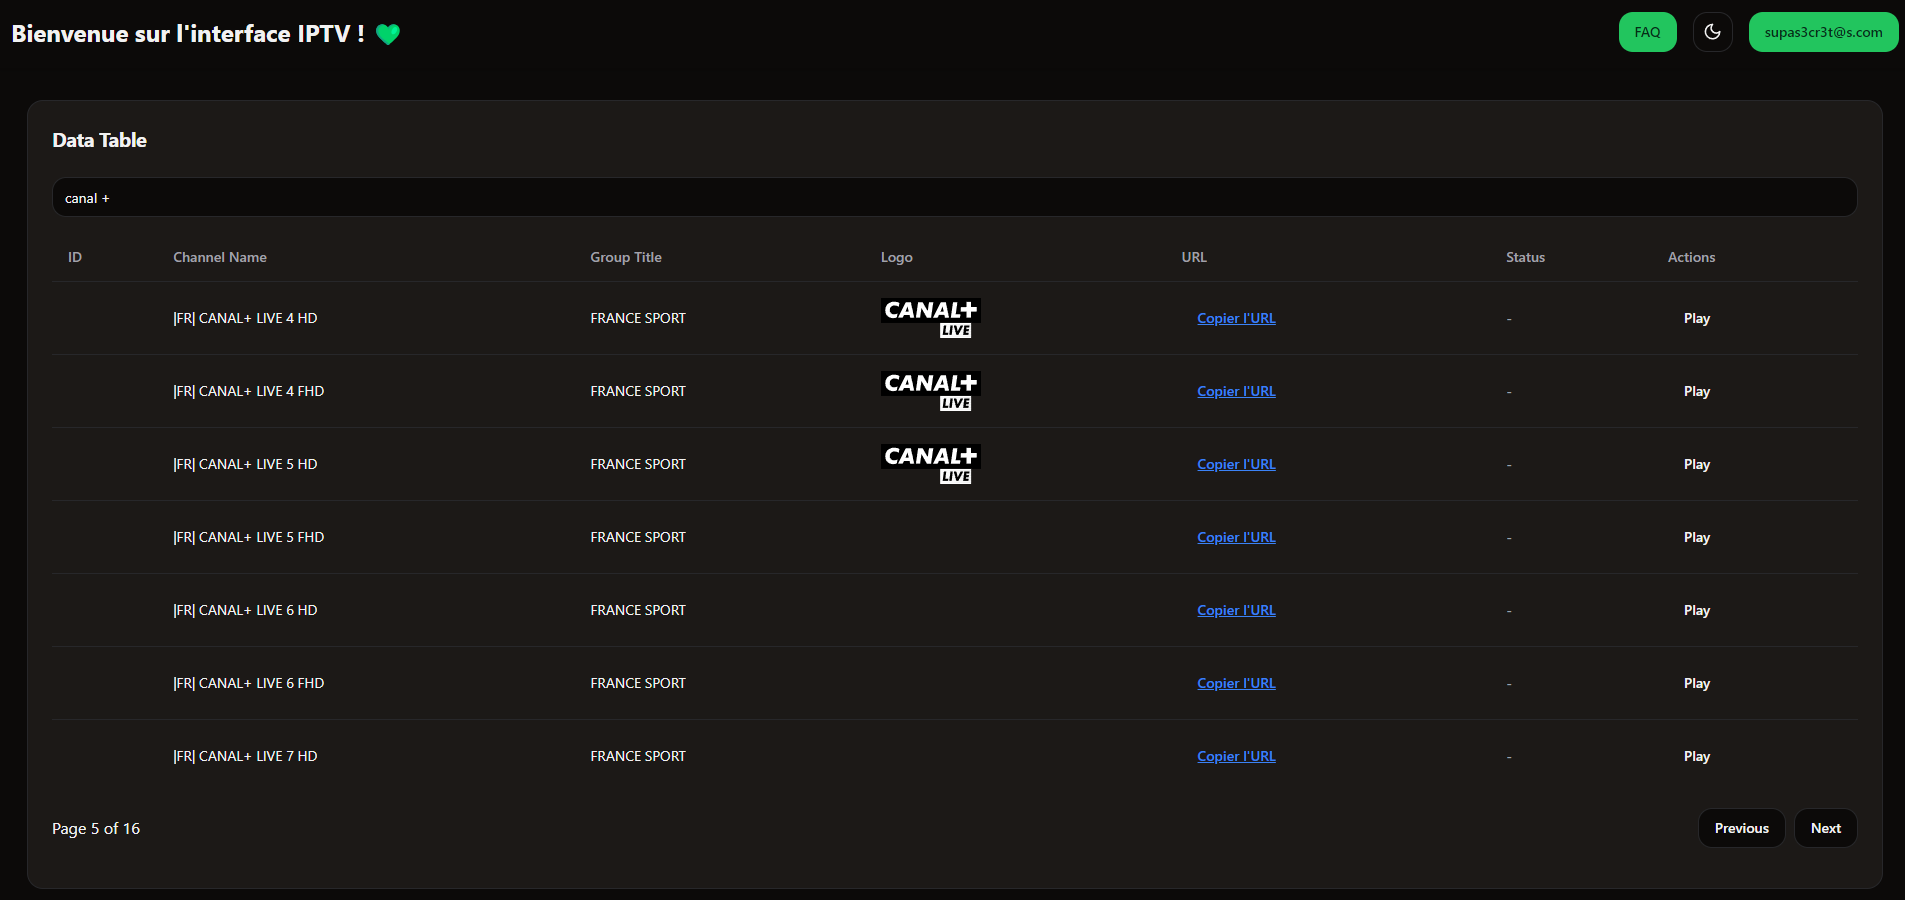 Bienvenue sur l'interface IPTV ! 💚
FAQ
supas3cr3t@s.com
Data Table
canal +
ID Channel Name Group Title Logo URL Status Actions
|FR| CANAL+ LIVE 4 HD FRANCE SPORT CANAL+ LIVE Copier l'URL - Play
|FR| CANAL+ LIVE 4 FHD FRANCE SPORT CANAL+ LIVE Copier l'URL - Play
|FR| CANAL+ LIVE 5 HD FRANCE SPORT CANAL+ LIVE Copier l'URL - Play
|FR| CANAL+ LIVE 5 FHD FRANCE SPORT Copier l'URL - Play
|FR| CANAL+ LIVE 6 HD FRANCE SPORT Copier l'URL - Play
|FR| CANAL+ LIVE 6 FHD FRANCE SPORT Copier l'URL - Play
|FR| CANAL+ LIVE 7 HD FRANCE SPORT Copier l'URL - Play
Page 5 of 16
Previous Next